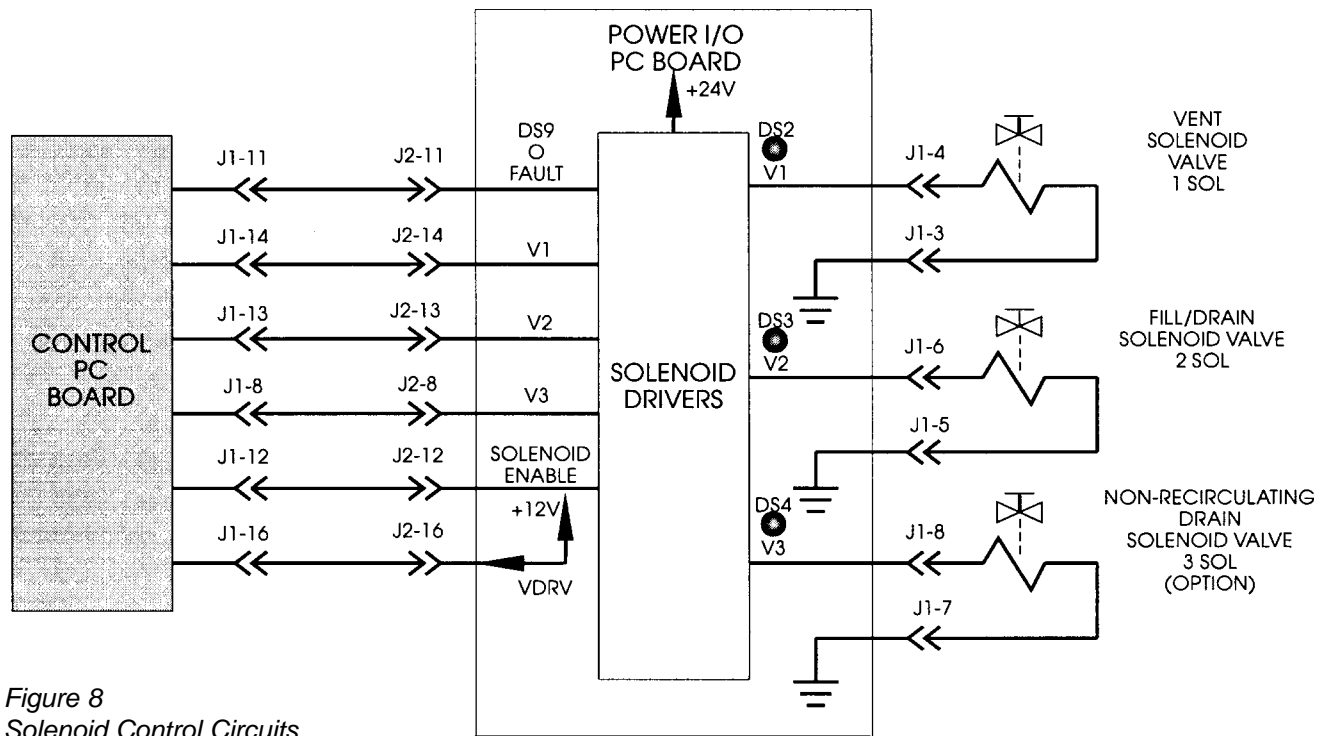 POWER I/O
PC BOARD
+24V
CONTROL
PC
BOARD
J1-11
J2-11
DS9
O
FAULT
J1-14
J2-14
V1
J1-13
J2-13
V2
J1-8
J2-8
V3
J1-12
J2-12
SOLENOID
ENABLE
+12V
J1-16
J2-16
VDRV
SOLENOID
DRIVERS
DS2
V1
J1-4
J1-3
VENT
SOLENOID
VALVE
1 SOL
DS3
V2
J1-6
J1-5
FILL/DRAIN
SOLENOID VALVE
2 SOL
DS4
V3
J1-8
J1-7
NON-RECIRCULATING
DRAIN
SOLENOID VALVE
3 SOL
(OPTION)
Figure 8
Solenoid Control Circuits